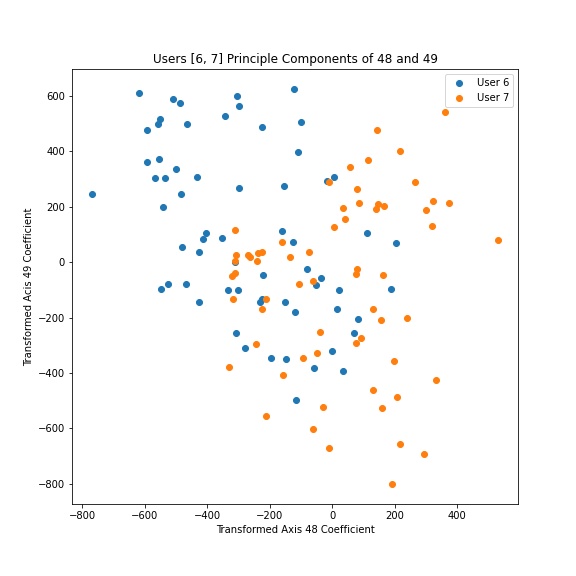 Users [6, 7] Principle Components of 48 and 49
User 6
User 7
600
400
200
0
−200
−400
−600
−800
Transformed Acis 49 Coefficient
−800 −600 −400 −200 0 200 400
Transformed Axis 48 Coefficient